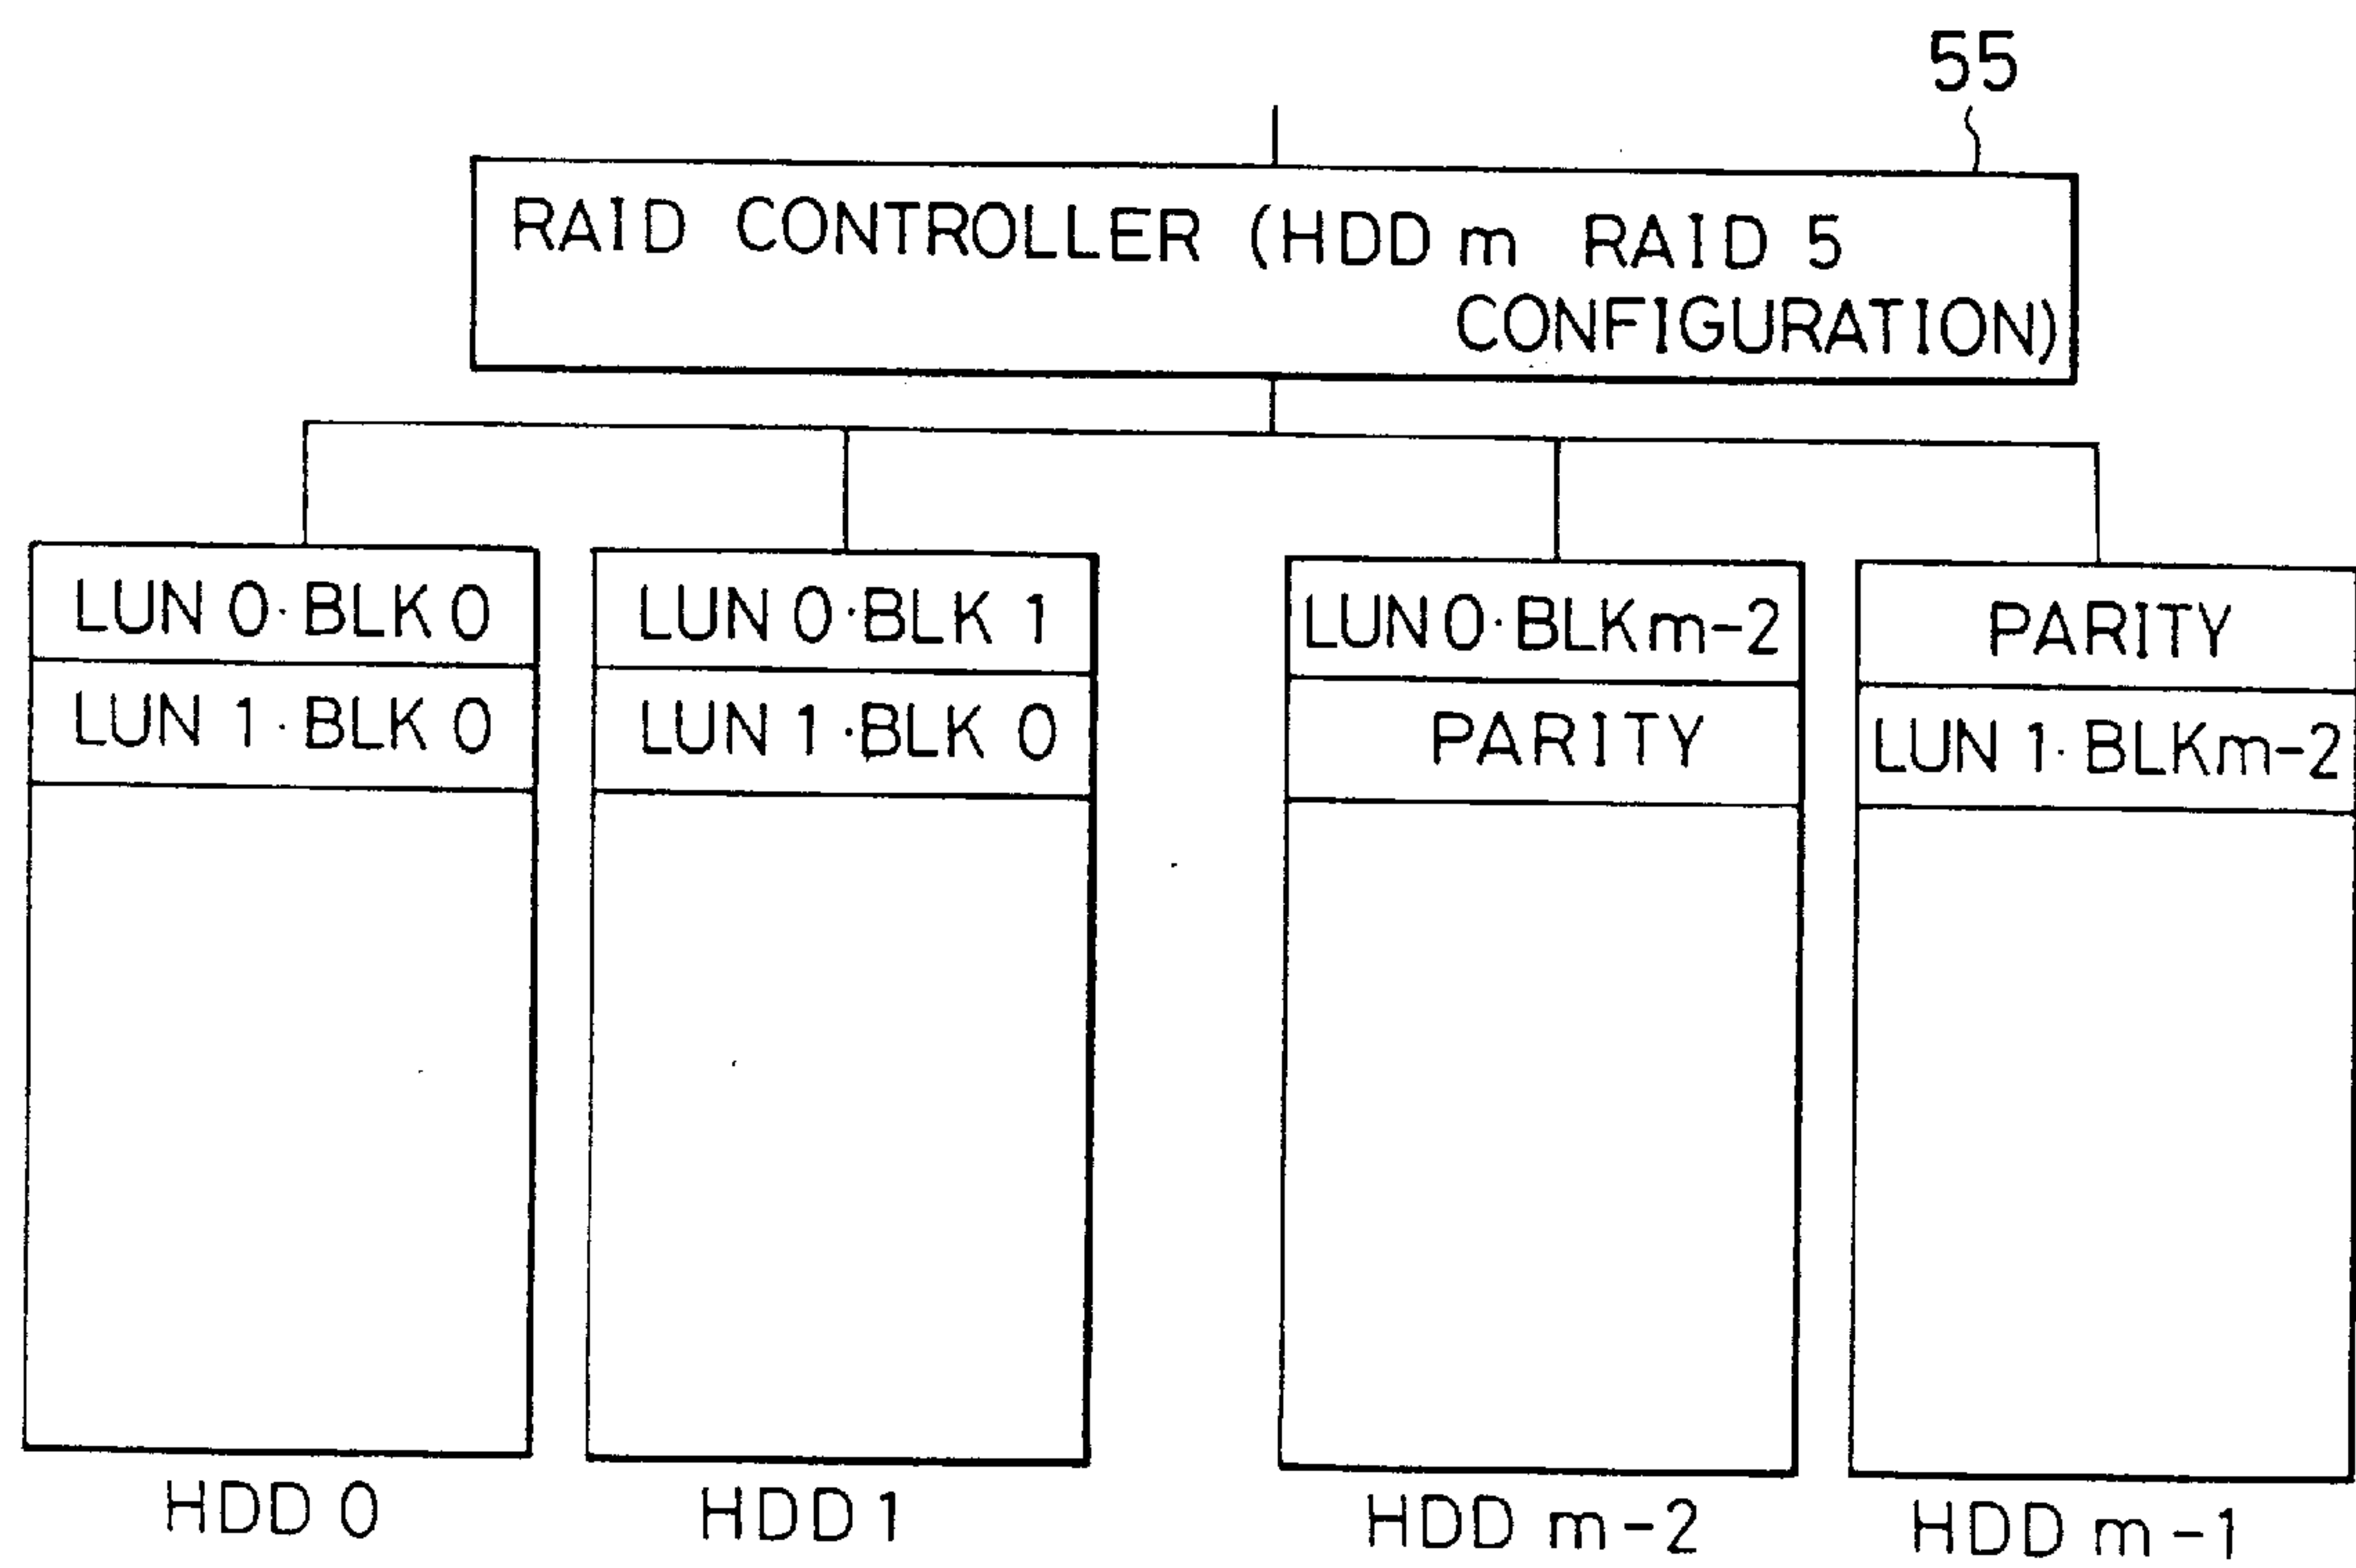 55
RAID CONTROLLER (HDD m RAID 5
CONFIGURATION)
LUN 0·BLK 0
LUN 0·BLK 1
LUN 0·BLK m-2
PARITY
LUN 1·BLK 0
LUN 1·BLK 0
PARITY
LUN 1·BLK m-2
HDD 0
HDD 1
HDD m-2
HDD m-1